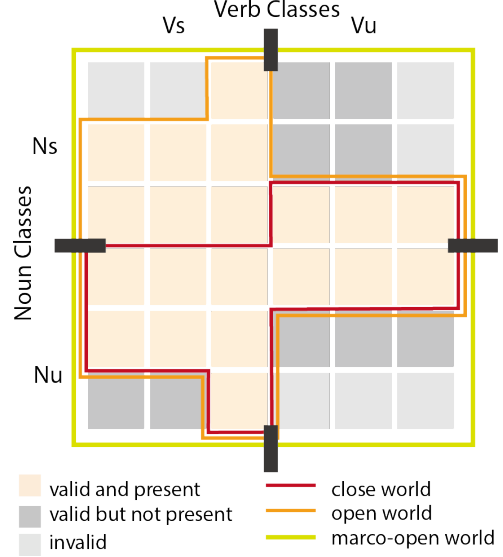 Verb Classes
Vs
Vu
Ns
Noun Classes
Nu
valid and present
close world
valid but not present
open world
invalid
marco-open world